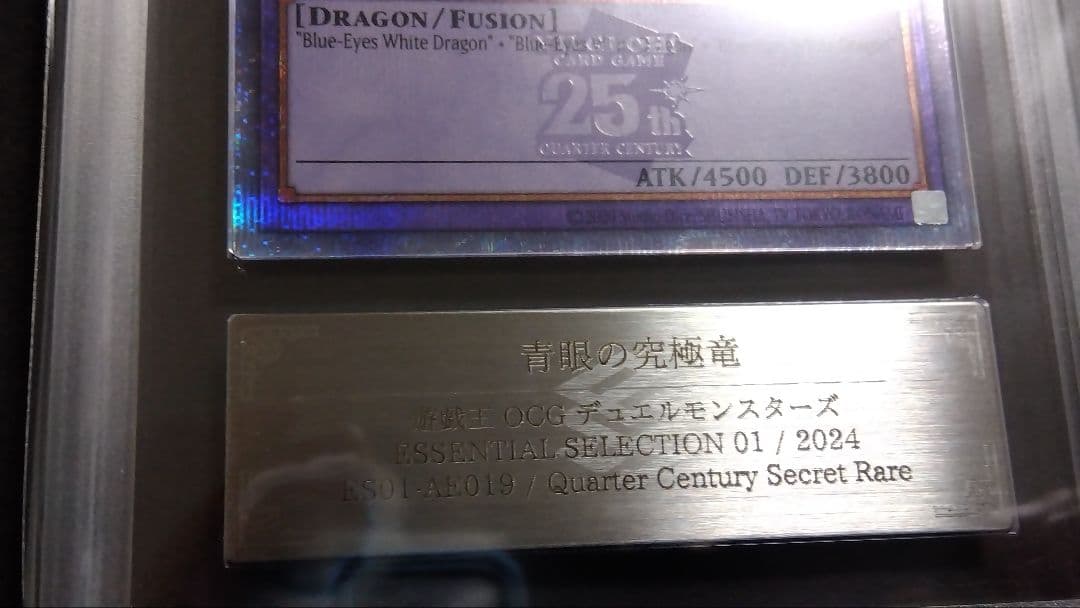 [DRAGON/FUSION]
"Blue-Eyes White Dragon" • "Blue-Eyes
CARD GAME
25th
QUARTER CENTURY
ATK/4500 DEF/3800
青眼の究極竜
遊戯王 OCG デュエルモンスターズ
ESSENTIAL SELECTION 01 / 2024
ES01-AE019 / Quarter Century Secret Rare